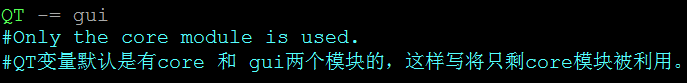 QT -= gui
#Only the core module is used.
#QT变量默认是有core 和 gui两个模块的，这样写将只剩core模块被利用。